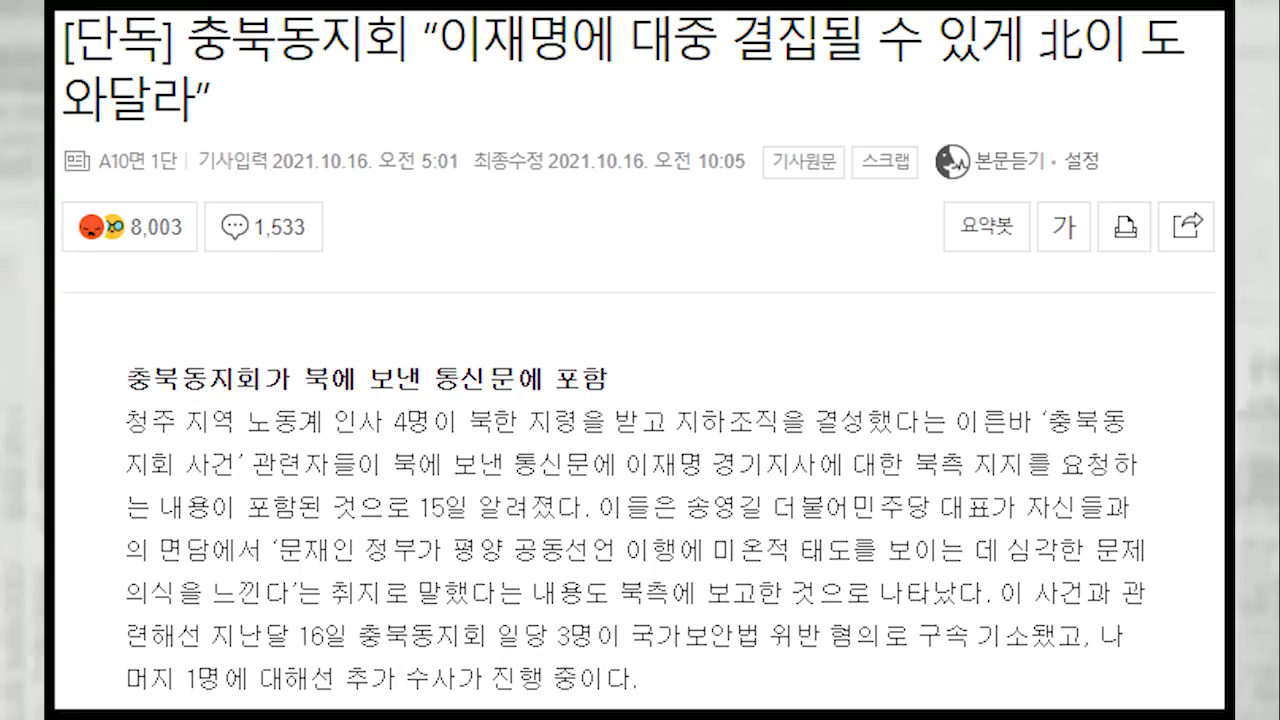 [단독] 충북동지회 “이재명에 대중 결집될 수 있게 北이 도
와달라”
A10면 1단 기사입력 2021.10.16. 오전 5:01 최종수정 2021.10.16. 오전 10:05 기사원문 스크랩 본문듣기 · 설정
8,003 1,533 요약봇 가
충북동지회가 북에 보낸 통신문에 포함
청주 지역 노동계 인사 4명이 북한 지령을 받고 지하조직을 결성했다는 이른바 ‘충북동
지회 사건’ 관련자들이 북에 보낸 통신문에 이재명 경기지사에 대한 북측 지지를 요청하
는 내용이 포함된 것으로 15일 알려졌다. 이들은 송영길 더불어민주당 대표가 자신들과
의 면담에서 ‘문재인 정부가 평양 공동선언 이행에 미온적 태도를 보이는 데 심각한 문제
의식을 느낀다’는 취지로 말했다는 내용도 북측에 보고한 것으로 나타났다. 이 사건과 관
련해선 지난달 16일 충북동지회 일당 3명이 국가보안법 위반 혐의로 구속 기소됐고, 나
머지 1명에 대해선 추가 수사가 진행 중이다.